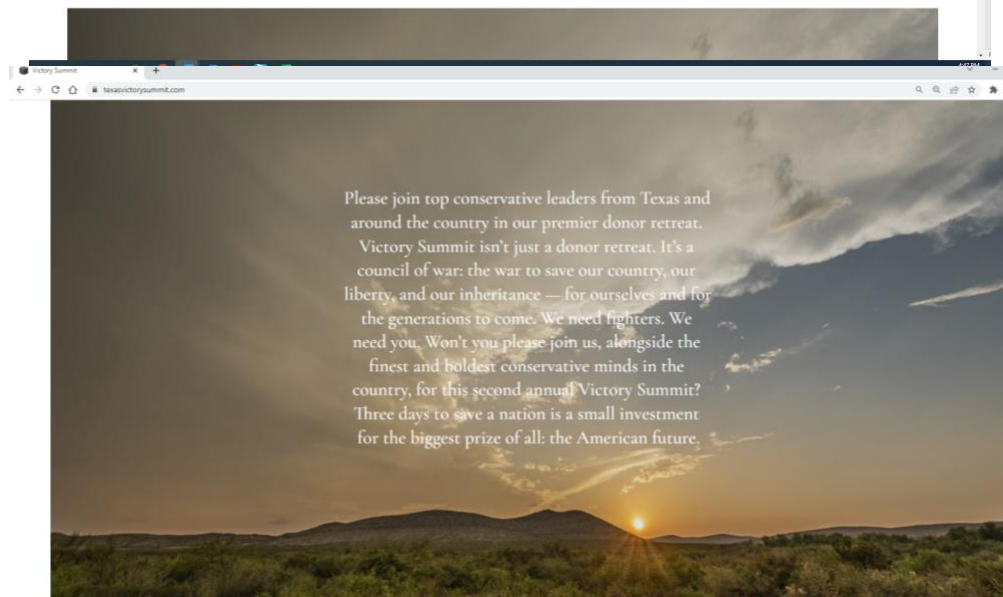 Victory Summit
texasvictorysummit.com
Please join top conservative leaders from Texas and
around the country in our premier donor retreat.
Victory Summit isn't just a donor retreat. It's a
council of war: the war to save our country, our
liberty, and our inheritance — for ourselves and for
the generations to come. We need fighters. We
need you. Won't you please join us, alongside the
finest and boldest conservative minds in the
country, for this second annual Victory Summit?
Three days to save a nation is a small investment
for the biggest prize of all: the American future.